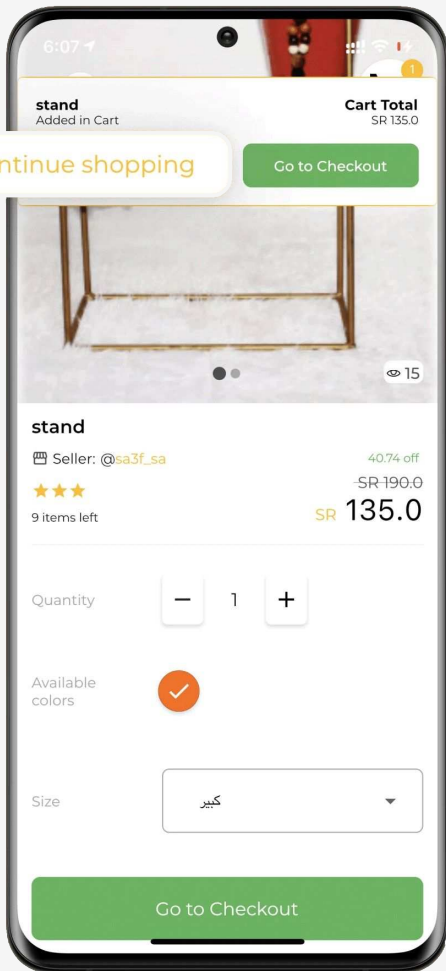 6:07
1
stand
Added in Cart
Cart Total
SR 135.0
ntinue shopping
Go to Checkout
15
stand
Seller: @sa3f_sa
40.74 off
SR 190.0
9 items left
SR 135.0
Quantity
1
Available
colors
Size
كبير
Go to Checkout